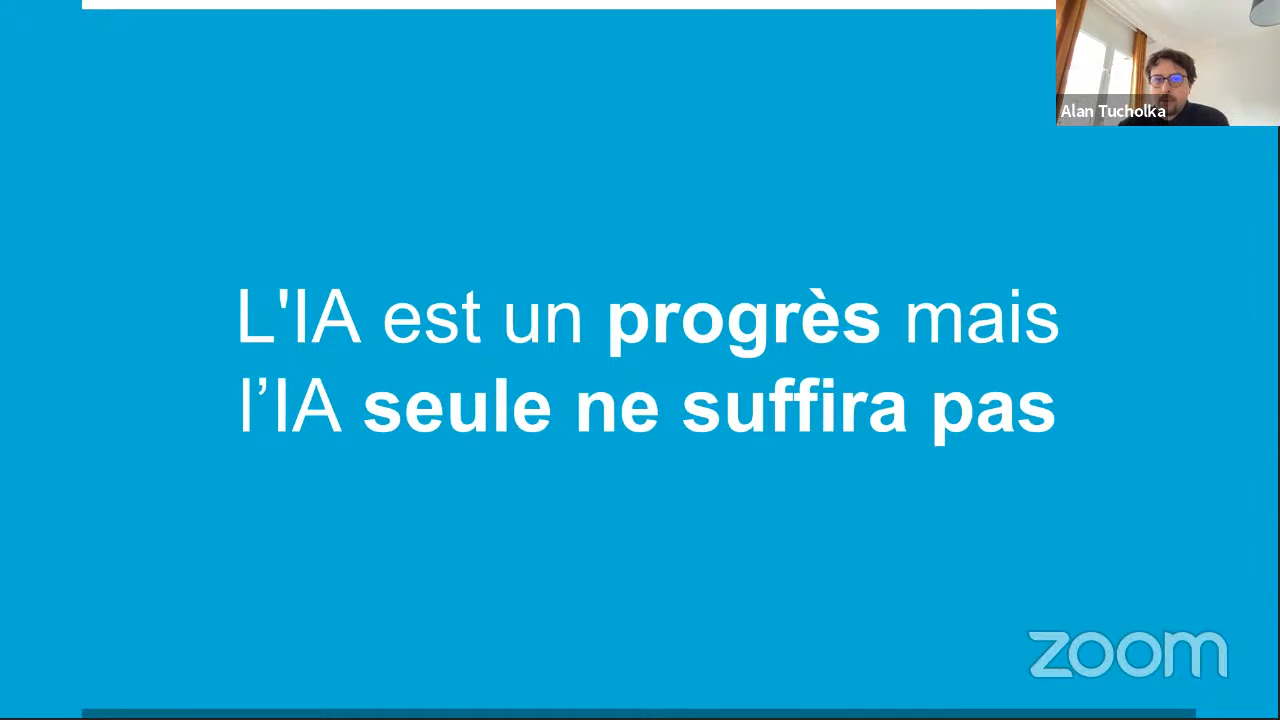 Alan Tucholka
L'IA est un progrès mais
l’IA seule ne suffira pas
zoom